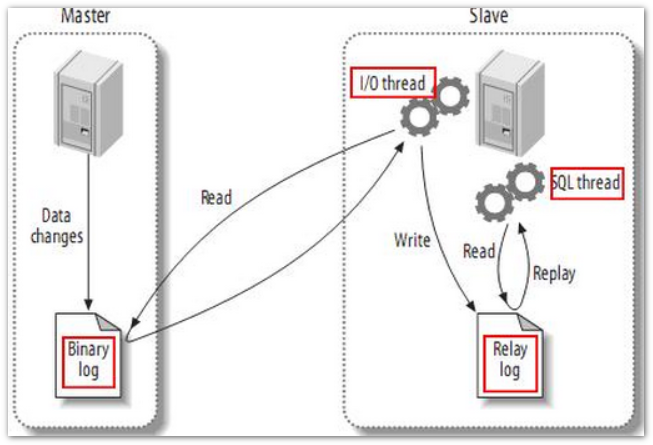 Master
Slave
I/O thread
SQL thread
Read
Data
changes
Write
Read
Replay
Binary
log
Relay
log